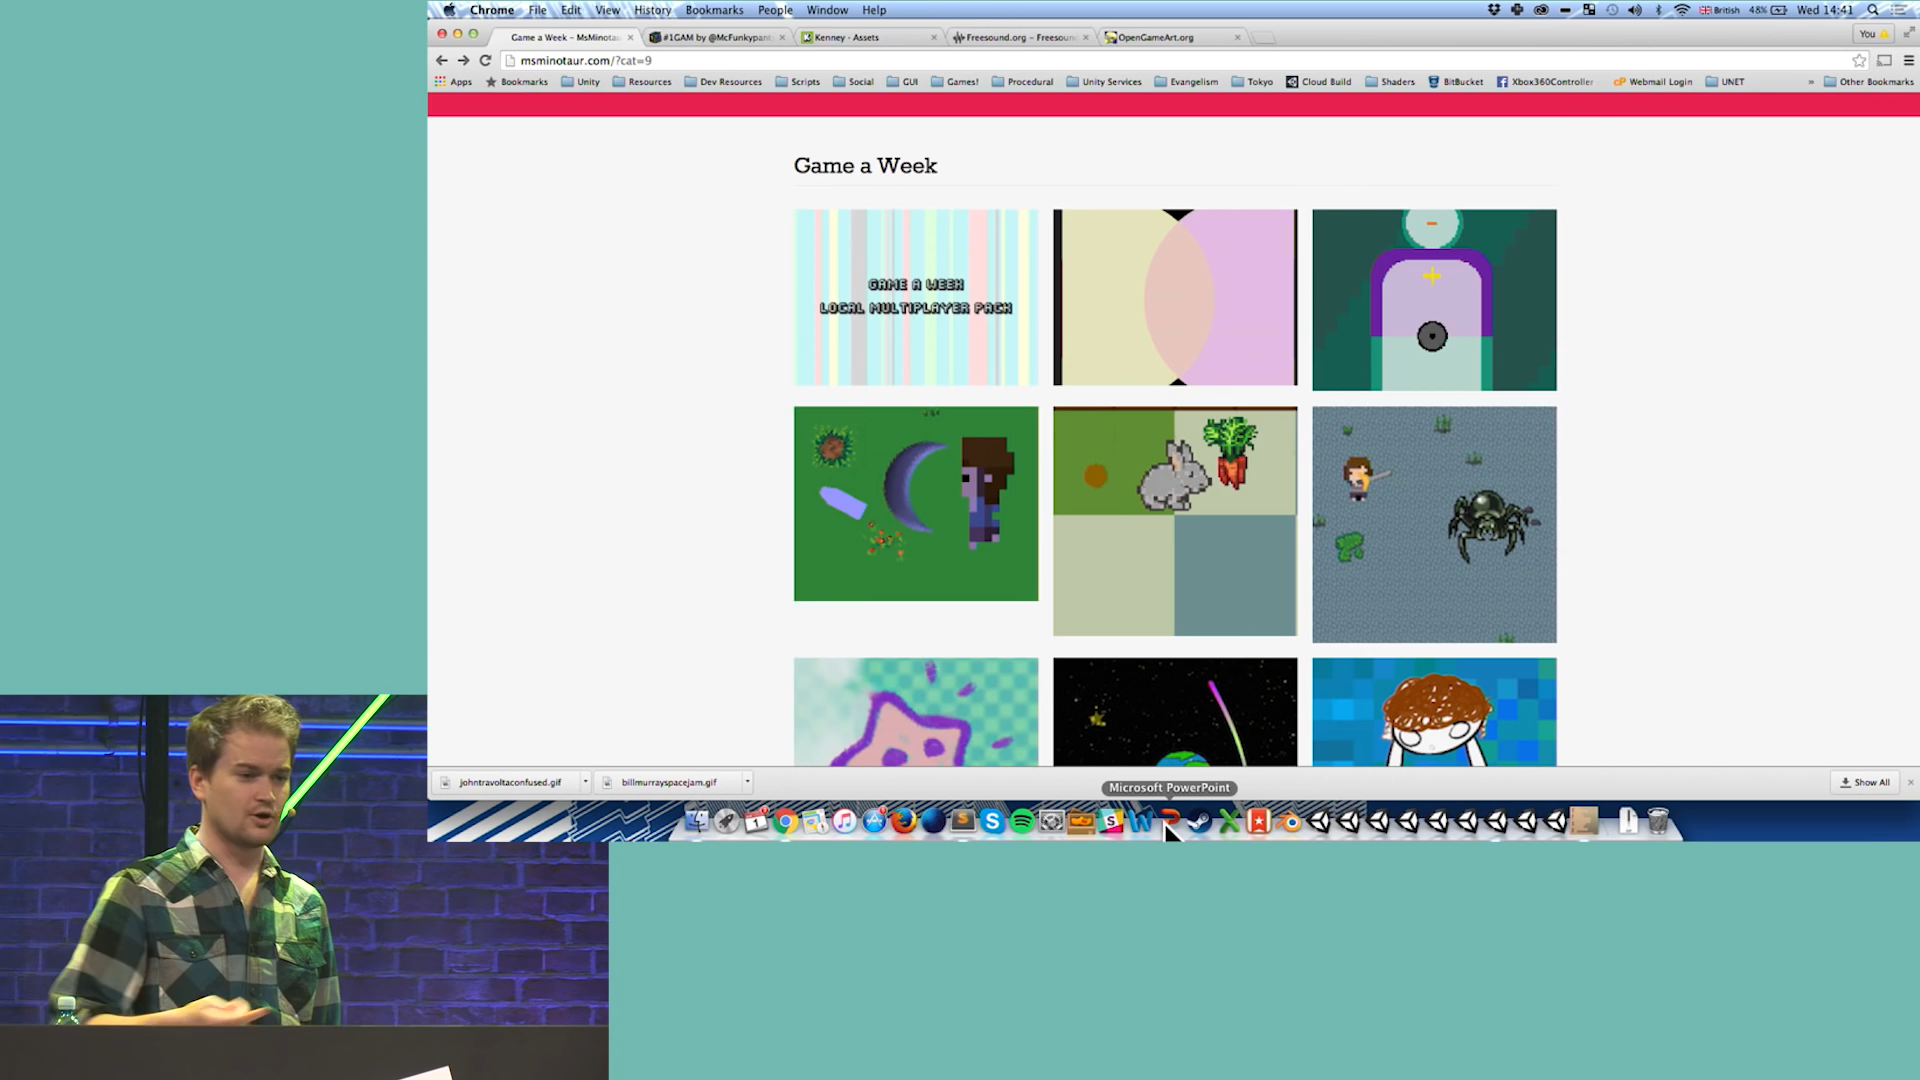 Chrome File Edit View History Bookmarks People Window Help
British 48% Wed 14:41
Game a Week - MsMinotau
#1GAM by @McFunkypant
Kenney - Assets
Freesound.org - Freesoun
OpenGameArt.org
You
msminotaur.com/?cat=9
Apps Bookmarks Unity Resources Dev Resources Scripts Social GUI Games! Procedural Unity Services Evangelism Tokyo Cloud Build Shaders BitBucket Xbox360Controller Webmail Login UNET » Other Bookmarks
Game a Week
GAME A WEEK
LOCAL MULTIPLAYER PACK
johntravoltaconfused.gif
billmurrayspacejam.gif
Show All
Microsoft PowerPoint